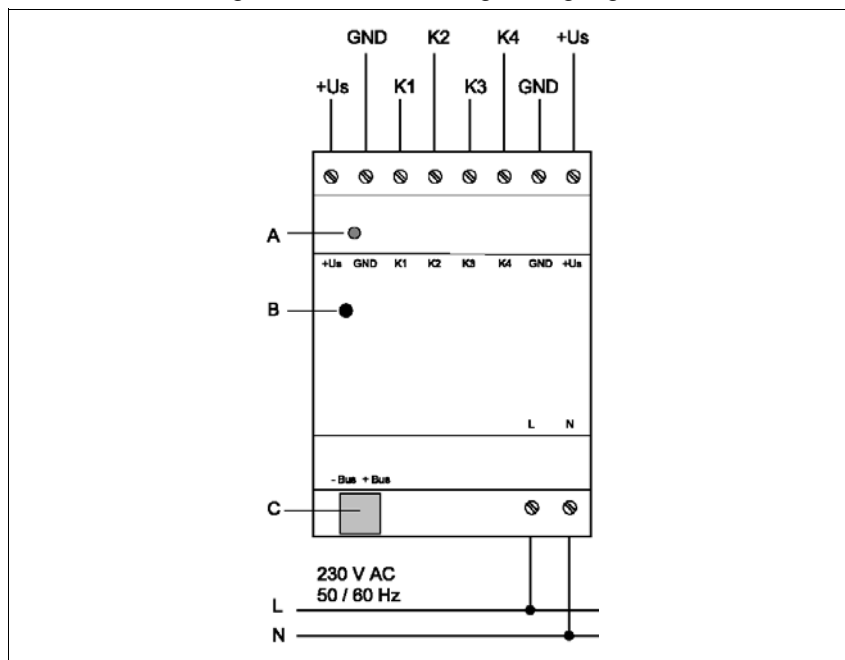 GND K2 K4 +Us
+Us K1 K3 GND
A
+Us GND K1 K2 K3 K4 GND +Us
B
L N
- Bus + Bus
C
230 V AC
50 / 60 Hz
L
N